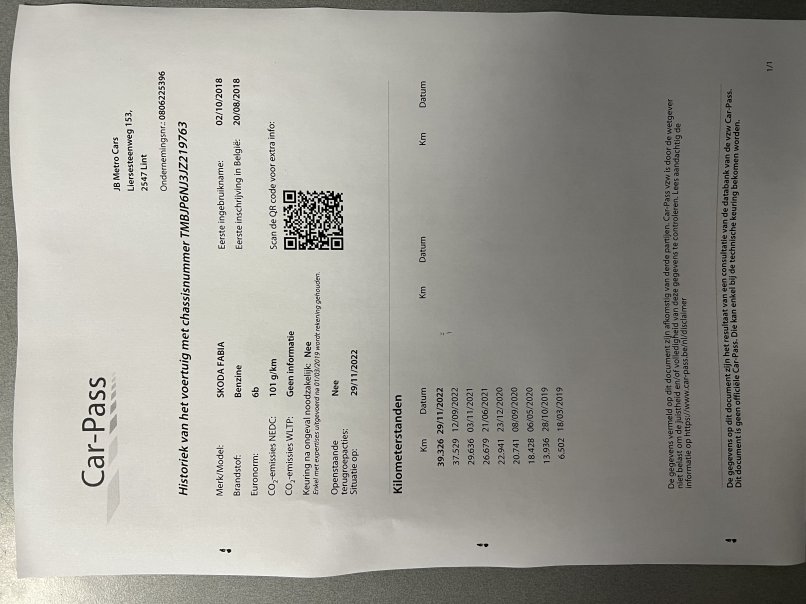 Car-Pass
JB Metro Cars
Liersesteenweg 153,
2547 Lint
Ondernemingsnr.: 0806225396
Historiek van het voertuig met chassisnummer TMBJP6NJ3JZ219763
Merk/Model: SKODA FABIA
Brandstof: Benzine
Euronorm: 6b
CO2-emissies NEDC: 101 g/km
CO2-emissies WLTP: Geen informatie
Keuring na ongeval noodzakelijk: Nee
Enkel met expertises uitgevoerd na 01/03/2019 wordt rekening gehouden.
Openstaande Nee
terugroepacties:
Situatie op: 29/11/2022
Eerste ingebruikname: 02/10/2018
Eerste inschrijving in België: 20/08/2018
Scan de QR code voor extra info:
Kilometerstanden
Km Datum Km Datum Km Datum
39.326 29/11/2022
37.529 12/09/2022
29.636 03/11/2021
26.679 21/06/2021
22.941 23/12/2020
20.741 08/09/2020
18.428 06/05/2020
13.936 28/10/2019
6.502 18/03/2019
De gegevens vermeld op dit document zijn afkomstig van derde partijen. Car-Pass vzw is door de wetgever
niet belast om de juistheid en/of volledigheid van deze gegevens te controleren. Lees aandachtig de
informatie op https://www.car-pass.be/nl/disclaimer
De gegevens op dit document zijn het resultaat van een consultatie van de databank van de vzw Car-Pass.
Dit document is geen officiële Car-Pass. Die kan enkel bij de technische keuring bekomen worden.
1/1